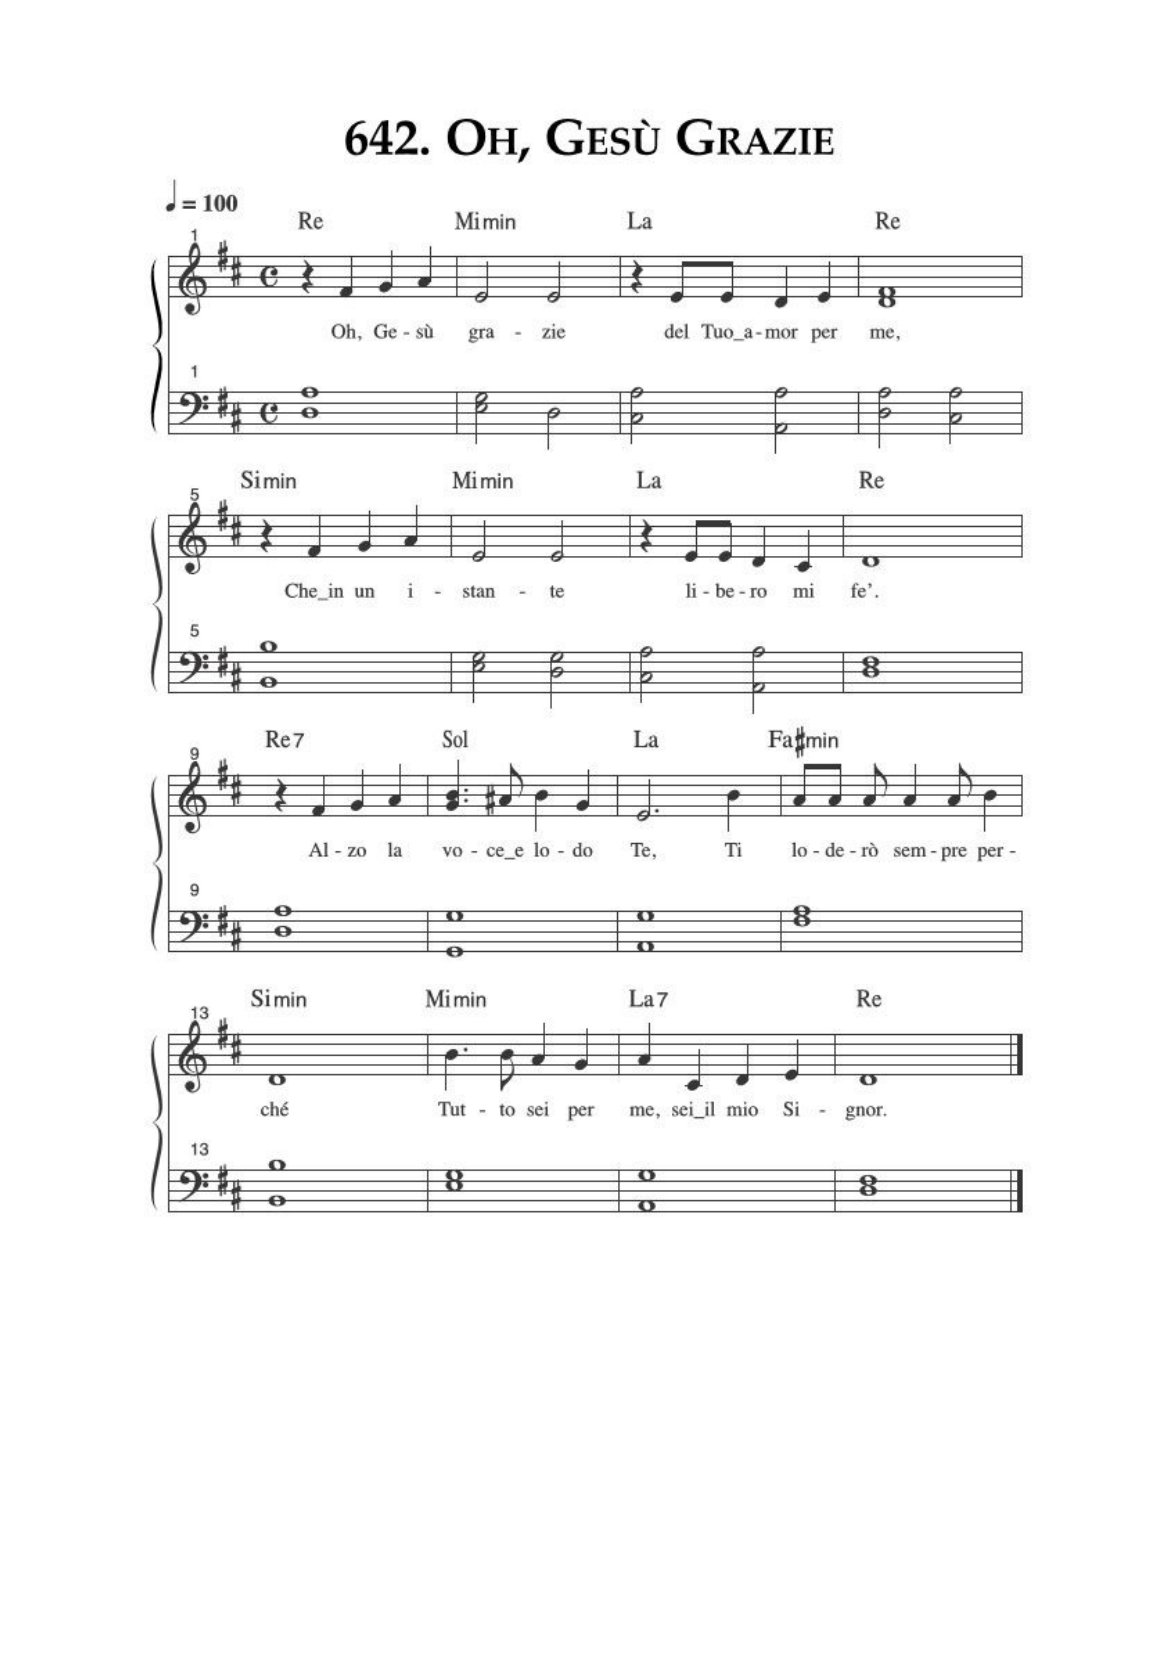 642. OH, GESÙ GRAZIE
= 100
Re Mimin La Re
1
Oh, Ge - sù gra - zie del Tuo_a - mor per me,
1
Simin Mimin La Re
5
Che_in un i - stan - te li - be - ro mi fe’.
5
Re7 Sol La Fa♯min
9
Al - zo la vo - ce_e lo - do Te, Ti lo - de - rò sem - pre per -
9
Simin Mimin La7 Re
13
ché Tut - to sei per me, sei_il mio Si - gnor.
13